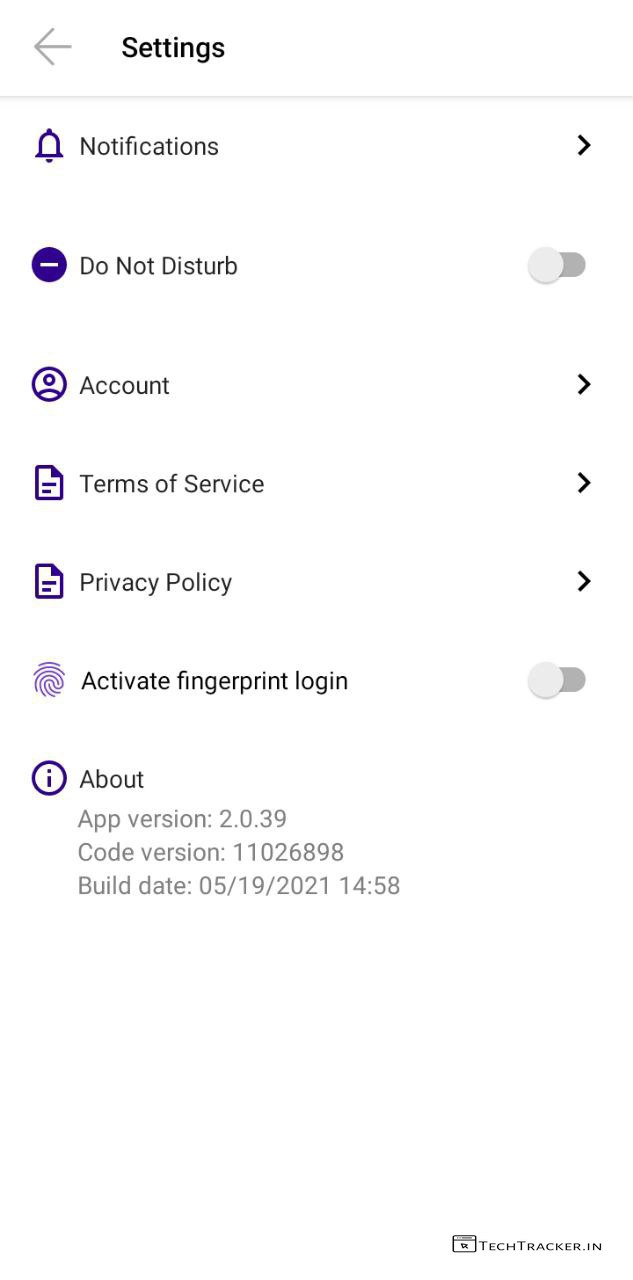 Settings
Notifications
Do Not Disturb
Account
Terms of Service
Privacy Policy
Activate fingerprint login
About
App version: 2.0.39
Code version: 11026898
Build date: 05/19/2021 14:58
TECHTRACKER.IN